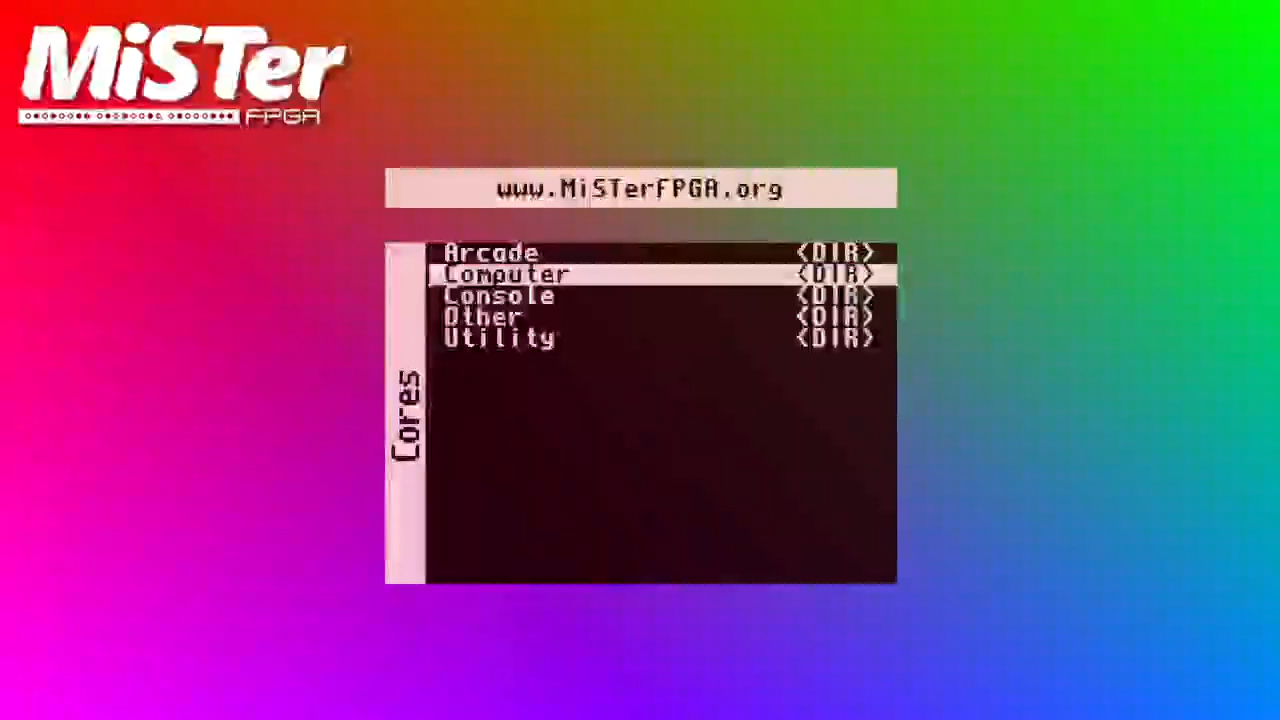 MiSTer
FPGA
www.MiSTerFPGA.org
Arcade <DIR>
Computer <DIR>
Console <DIR>
Other <DIR>
Utility <DIR>
Cores